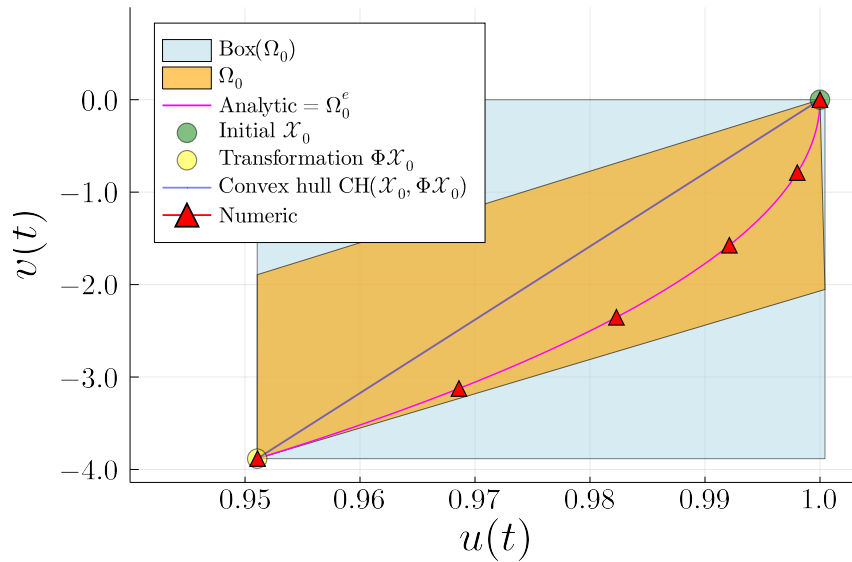 Box(Ω₀)
Ω₀
Analytic = Ω₀ᵉ
Initial 𝒳₀
Transformation Φ𝒳₀
Convex hull CH(𝒳₀, Φ𝒳₀)
Numeric
0.0
−1.0
−2.0
−3.0
−4.0
v(t)
0.95 0.96 0.97 0.98 0.99 1.0
u(t)